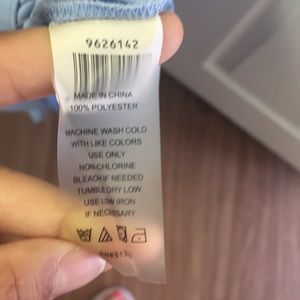 9626142
MADE IN CHINA
100% POLYESTER
MACHINE WASH COLD
WITH LIKE COLORS
USE ONLY
NON-CHLORINE
BLEACH IF NEEDED
TUMBLE DRY LOW
USE LOW IRON
IF NECESSARY